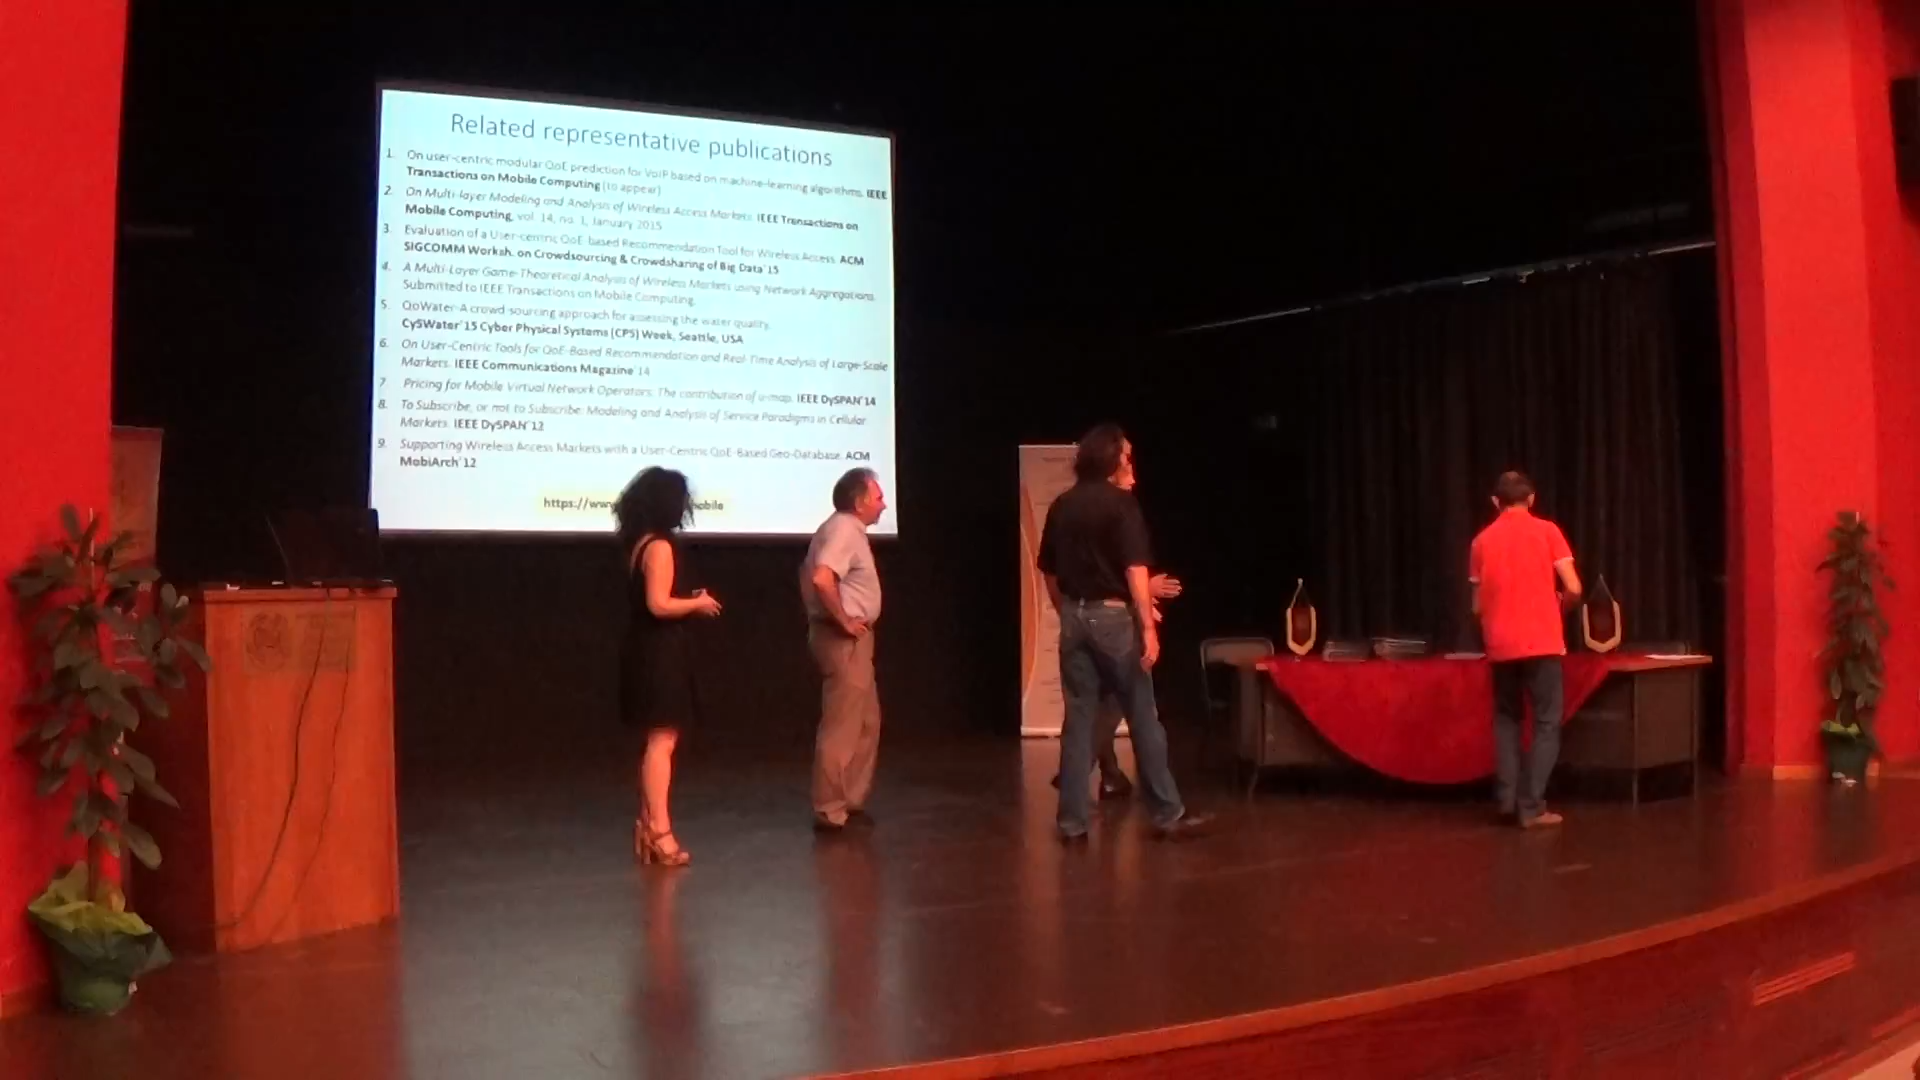 Related representative publications
1. On user-centric modular QoE prediction for VoIP based on machine-learning algorithms. IEEE
Transactions on Mobile Computing (to appear)
2. On Multi-layer Modeling and Analysis of Wireless Access Markets. IEEE Transactions on
Mobile Computing, vol. 14, no. 1, January 2015
3. Evaluation of a User-centric QoE-based Recommendation Tool for Wireless Access. ACM
SIGCOMM Worksh. on Crowdsourcing & Crowdsharing of Big Data'15
4. A Multi-Layer Game-Theoretical Analysis of Wireless Markets using Network Aggregations.
Submitted to IEEE Transactions on Mobile Computing.
5. QoWater-A crowd-sourcing approach for assessing the water quality.
CySWater'15 Cyber Physical Systems (CPS) Week, Seattle, USA
6. On User-Centric Tools for QoE-Based Recommendation and Real-Time Analysis of Large-Scale
Markets. IEEE Communications Magazine'14
7. Pricing for Mobile Virtual Network Operators: The contribution of u-map. IEEE DySPAN'14
8. To Subscribe, or not to Subscribe: Modeling and Analysis of Service Paradigms in Cellular
Markets. IEEE DySPAN'12
9. Supporting Wireless Access Markets with a User-Centric QoE-Based Geo-Database. ACM
MobiArch'12
https://www
mobile